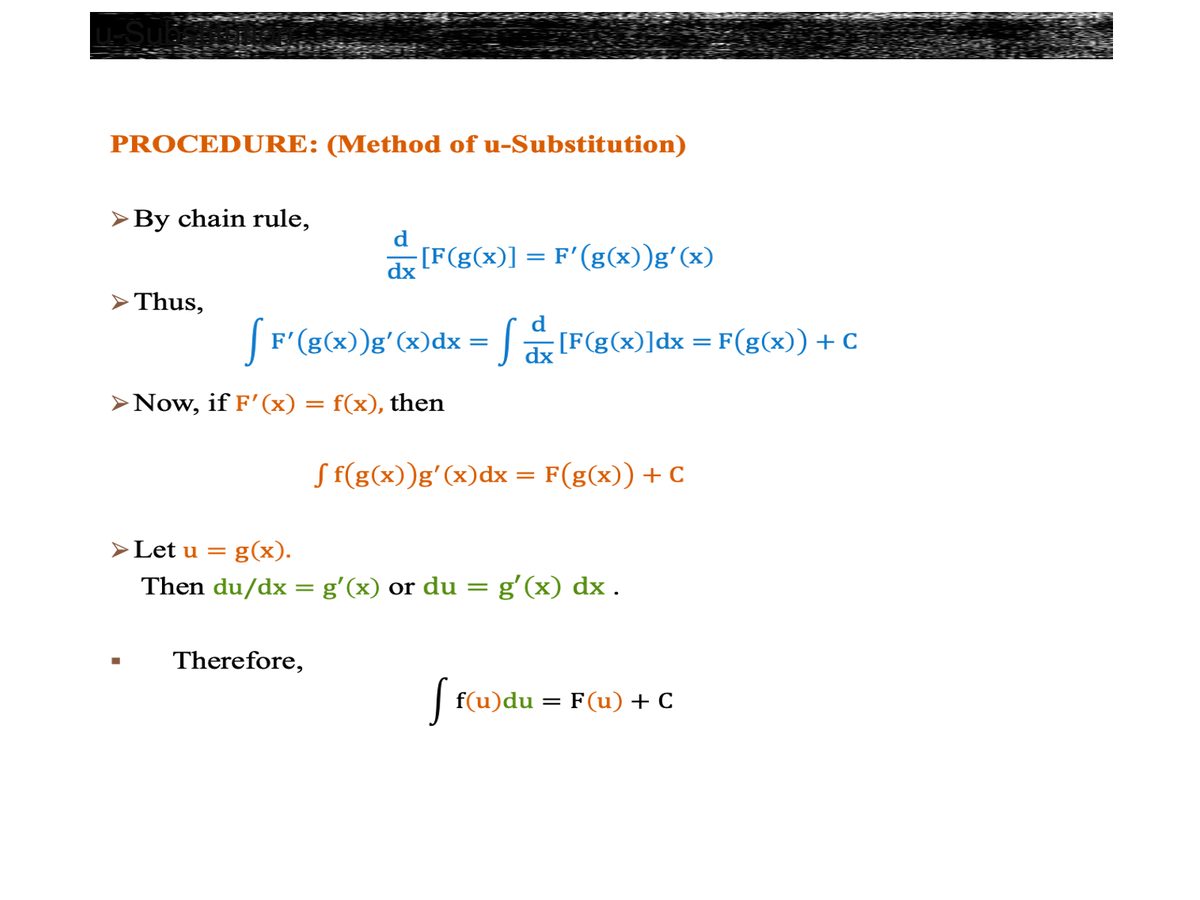 u-Substitution
PROCEDURE: (Method of u-Substitution)
➢ By chain rule,
d/dx [F(g(x)] = F′(g(x))g′(x)
➢ Thus,
∫ F′(g(x))g′(x)dx = ∫ d/dx [F(g(x)]dx = F(g(x)) + C
➢ Now, if F′(x) = f(x), then
∫ f(g(x))g′(x)dx = F(g(x)) + C
➢ Let u = g(x).
Then du/dx = g′(x) or du = g′(x) dx .
▪ Therefore,
∫ f(u)du = F(u) + C